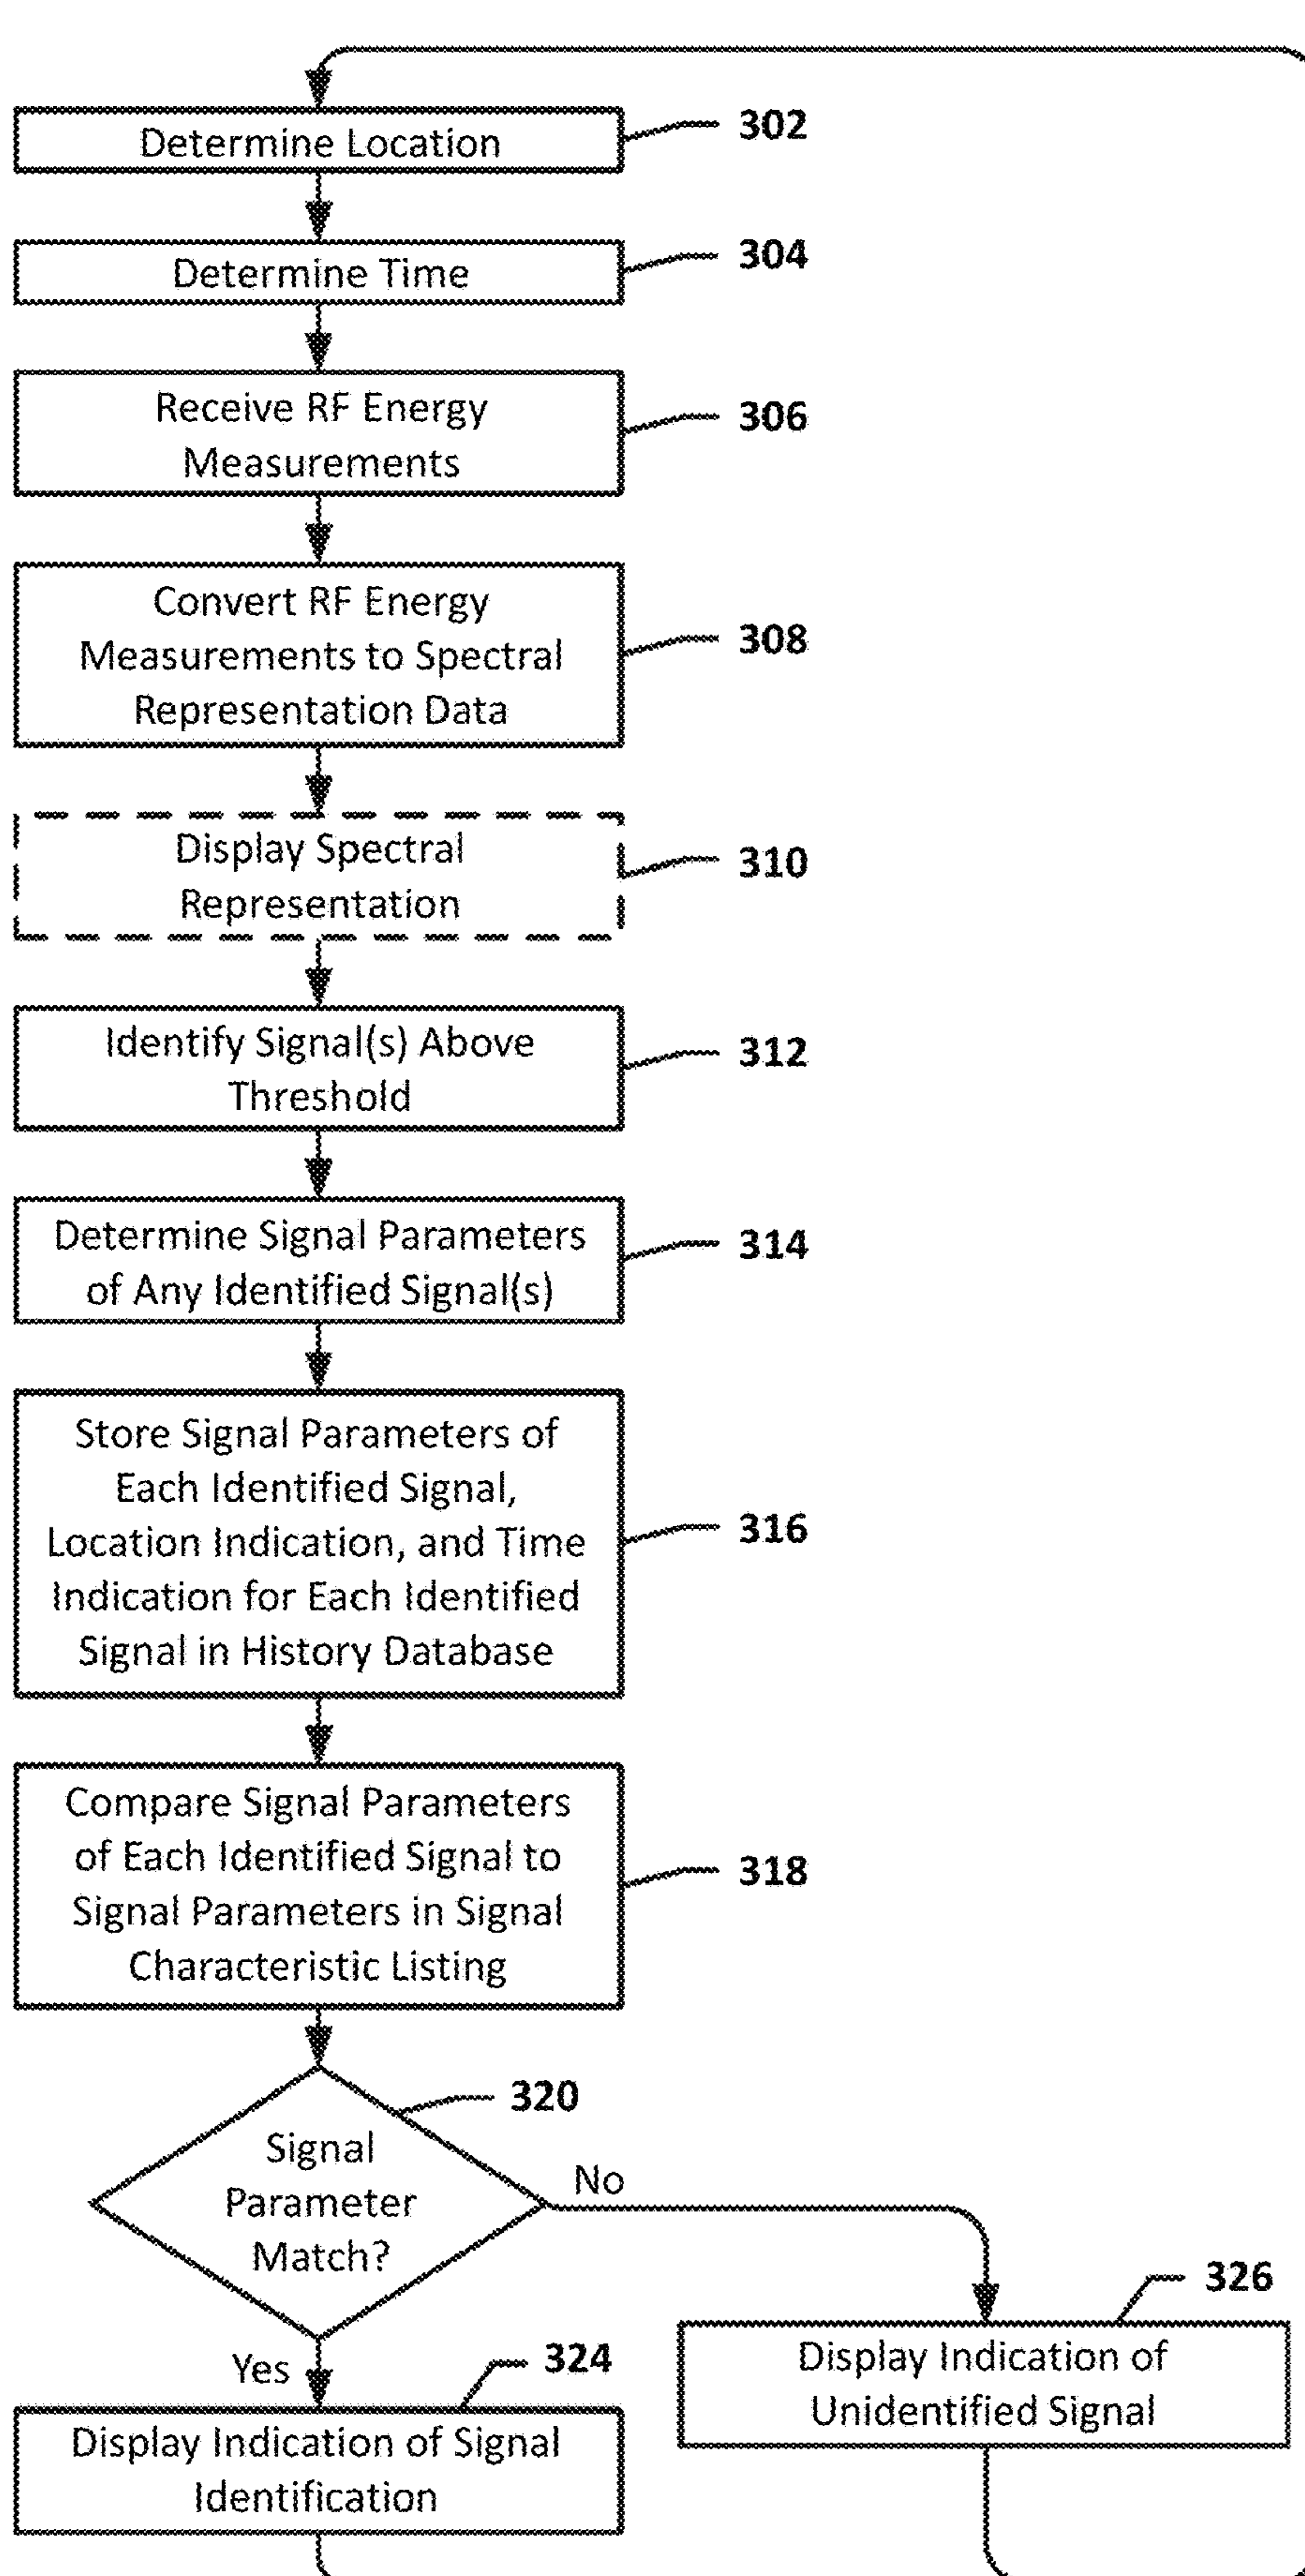 Determine Location
302
Determine Time
304
Receive RF Energy
Measurements
306
Convert RF Energy
Measurements to Spectral
Representation Data
308
Display Spectral
Representation
310
Identify Signal(s) Above
Threshold
312
Determine Signal Parameters
of Any Identified Signal(s)
314
Store Signal Parameters of
Each Identified Signal,
Location Indication, and Time
Indication for Each Identified
Signal in History Database
316
Compare Signal Parameters
of Each Identified Signal to
Signal Parameters in Signal
Characteristic Listing
318
Signal
Parameter
Match?
320
No
Yes
326
Display Indication of
Unidentified Signal
324
Display Indication of Signal
Identification